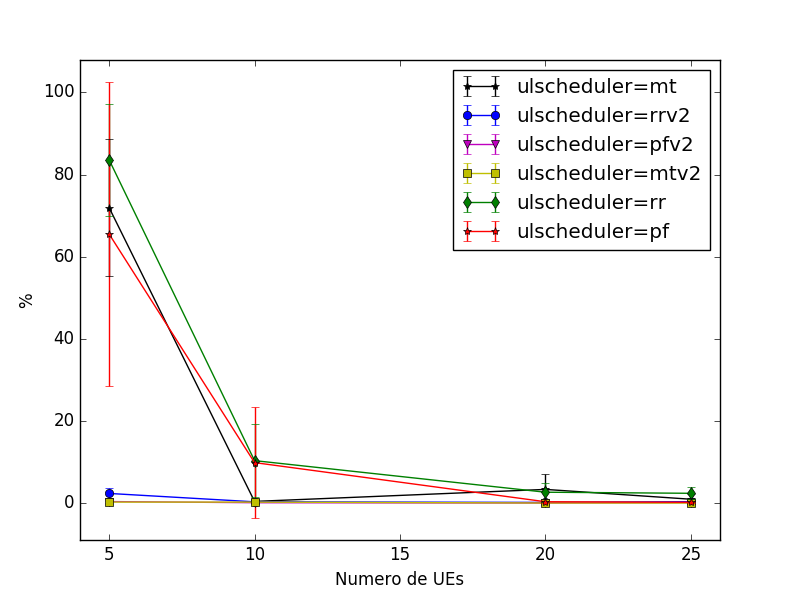 100
80
60
40
20
0
%
5
10
15
20
25
Numero de UEs
ulscheduler=mt
ulscheduler=rrv2
ulscheduler=pfv2
ulscheduler=mtv2
ulscheduler=rr
ulscheduler=pf